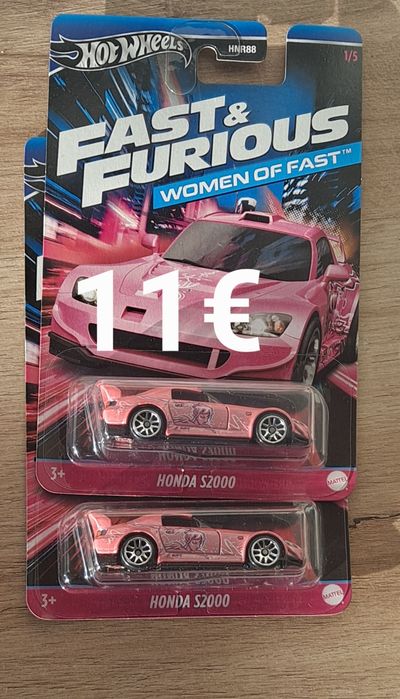 Hot Wheels
HNR88
1/5
FAST &
FURIOUS
WOMEN OF FAST™
11€
3+
HONDA S2000
MATTEL
3+
HONDA S2000
MATTEL